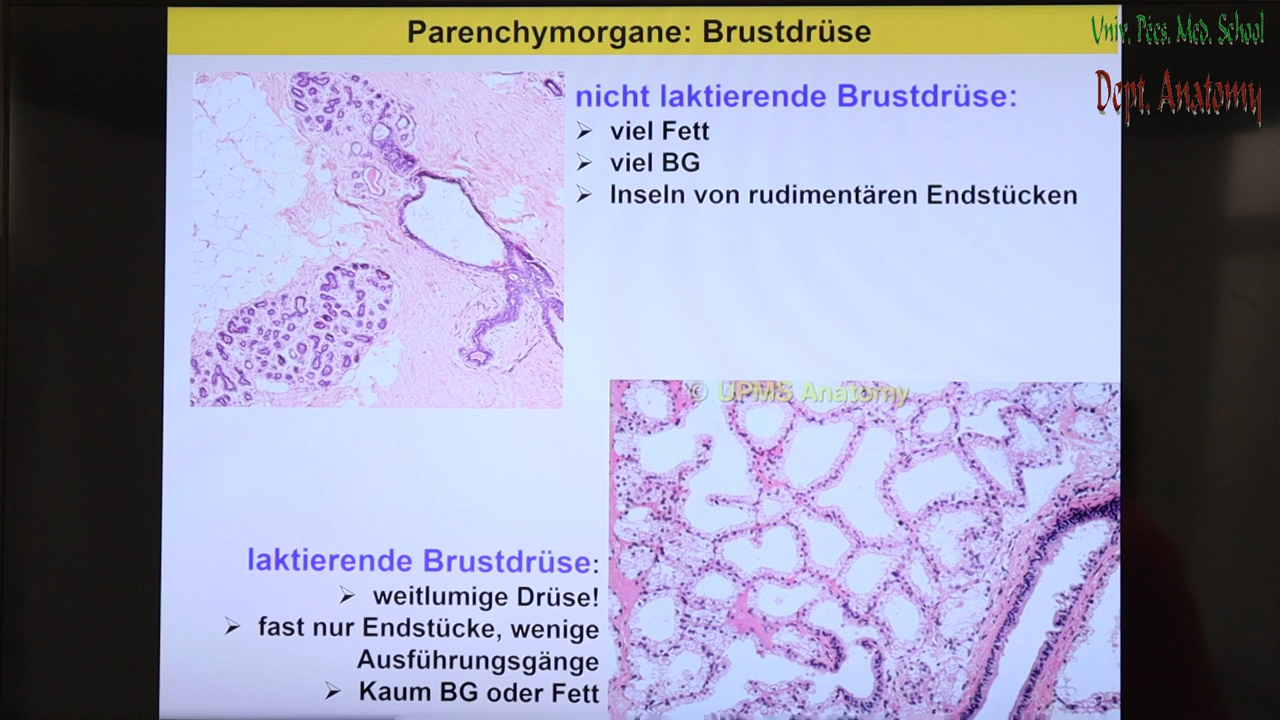 Parenchymorgane: Brustdrüse
Univ. Pécs. Med. School
Dept. Anatomy
nicht laktierende Brustdrüse:
➢ viel Fett
➢ viel BG
➢ Inseln von rudimentären Endstücken
© UPMS Anatomy
laktierende Brustdrüse:
➢ weitlumige Drüse!
➢ fast nur Endstücke, wenige
Ausführungsgänge
➢ Kaum BG oder Fett